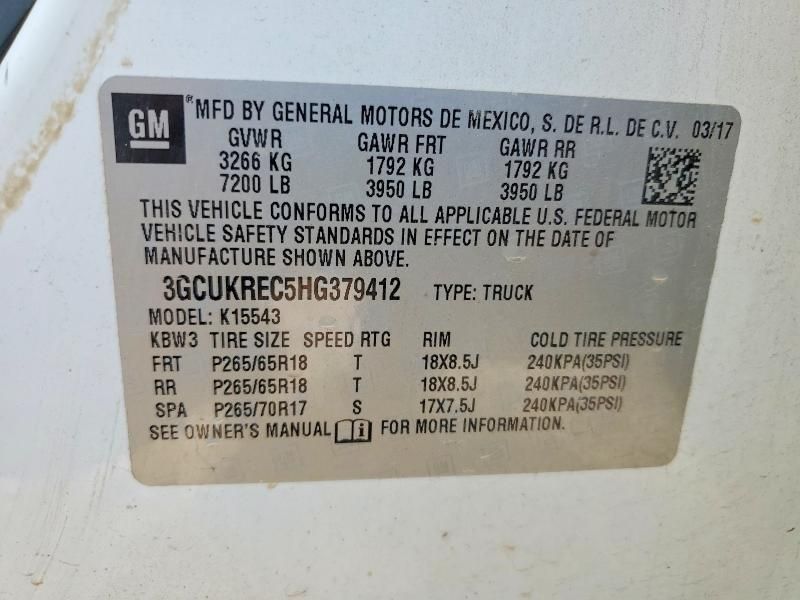 GM ® MFD BY GENERAL MOTORS DE MEXICO, S. DE R.L. DE C.V. 03/17
GVWR GAWR FRT GAWR RR
3266 KG 1792 KG 1792 KG
7200 LB 3950 LB 3950 LB
THIS VEHICLE CONFORMS TO ALL APPLICABLE U.S. FEDERAL MOTOR
VEHICLE SAFETY STANDARDS IN EFFECT ON THE DATE OF
MANUFACTURE SHOWN ABOVE.
3GCUKREC5HG379412 TYPE: TRUCK
MODEL: K15543
KBW3 TIRE SIZE SPEED RTG RIM COLD TIRE PRESSURE
FRT P265/65R18 T 18X8.5J 240KPA(35PSI)
RR P265/65R18 T 18X8.5J 240KPA(35PSI)
SPA P265/70R17 S 17X7.5J 240KPA(35PSI)
SEE OWNER'S MANUAL i FOR MORE INFORMATION.